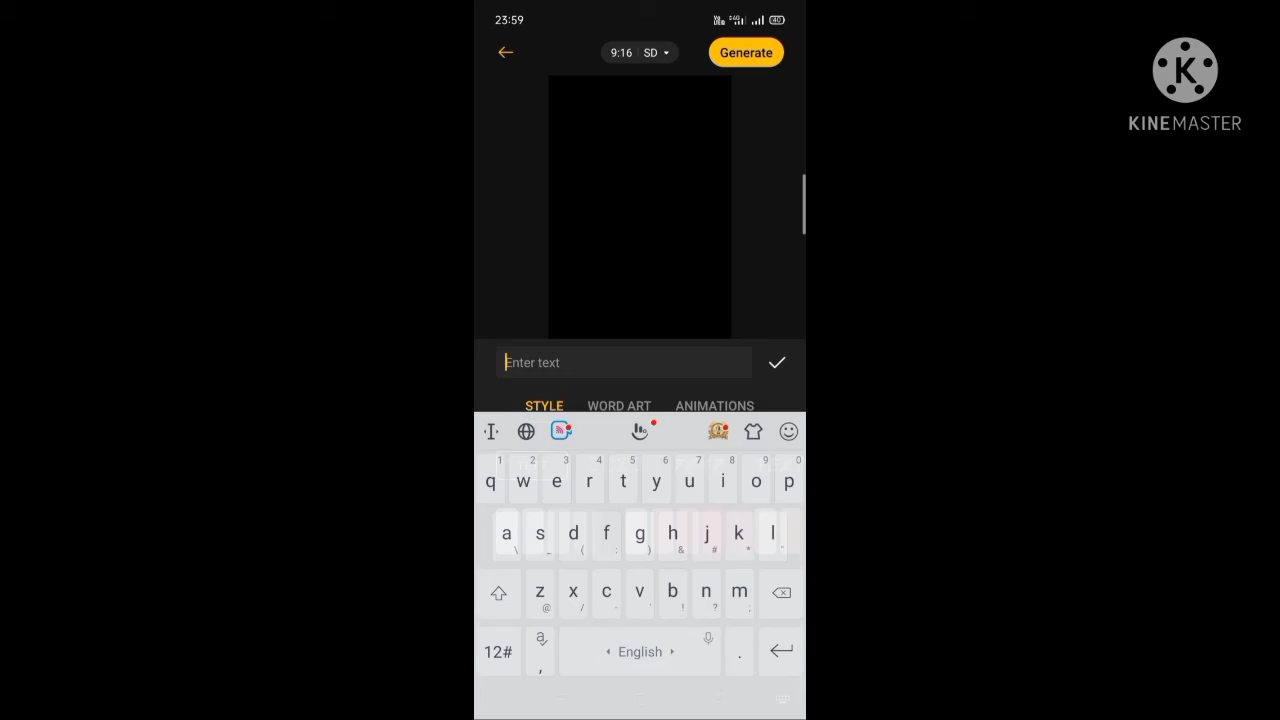 23:59
9:16 SD
Generate
K
KINEMASTER
Enter text
STYLE WORD ART ANIMATIONS
1 2 3 4 5 6 7 8 9 0
q w e r t y u i o p
a s d f g h j k l
\ _ ( : ) & # * "
z x c v b n m
@ / - ' ! ? ;
12# a , English .